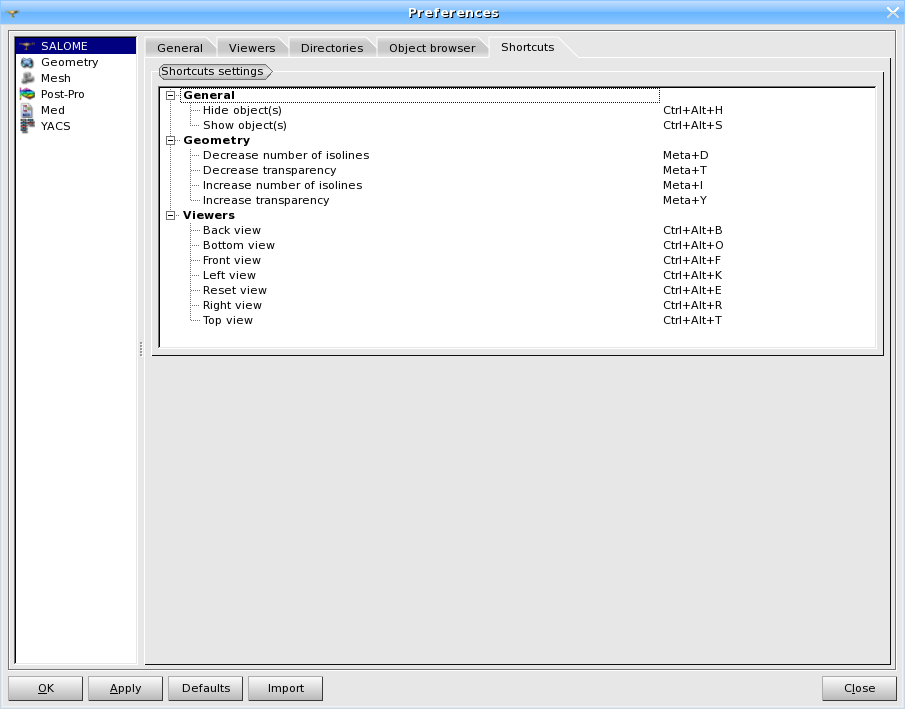 Preferences
SALOME
Geometry
Mesh
Post-Pro
Med
YACS
General Viewers Directories Object browser Shortcuts
Shortcuts settings
General
Hide object(s) Ctrl+Alt+H
Show object(s) Ctrl+Alt+S
Geometry
Decrease number of isolines Meta+D
Decrease transparency Meta+T
Increase number of isolines Meta+I
Increase transparency Meta+Y
Viewers
Back view Ctrl+Alt+B
Bottom view Ctrl+Alt+O
Front view Ctrl+Alt+F
Left view Ctrl+Alt+K
Reset view Ctrl+Alt+E
Right view Ctrl+Alt+R
Top view Ctrl+Alt+T
OK Apply Defaults Import Close